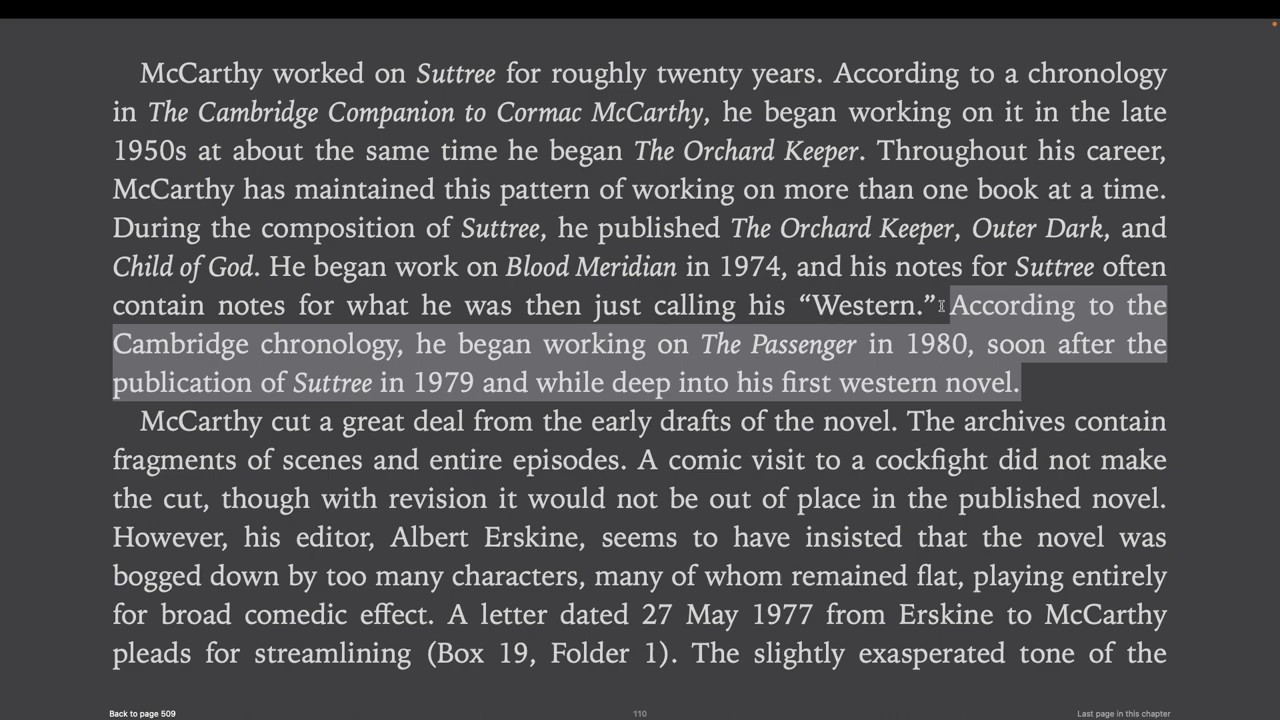 McCarthy worked on Suttree for roughly twenty years. According to a chronology
in The Cambridge Companion to Cormac McCarthy, he began working on it in the late
1950s at about the same time he began The Orchard Keeper. Throughout his career,
McCarthy has maintained this pattern of working on more than one book at a time.
During the composition of Suttree, he published The Orchard Keeper, Outer Dark, and
Child of God. He began work on Blood Meridian in 1974, and his notes for Suttree often
contain notes for what he was then just calling his “Western.” According to the
Cambridge chronology, he began working on The Passenger in 1980, soon after the
publication of Suttree in 1979 and while deep into his first western novel.
McCarthy cut a great deal from the early drafts of the novel. The archives contain
fragments of scenes and entire episodes. A comic visit to a cockfight did not make
the cut, though with revision it would not be out of place in the published novel.
However, his editor, Albert Erskine, seems to have insisted that the novel was
bogged down by too many characters, many of whom remained flat, playing entirely
for broad comedic effect. A letter dated 27 May 1977 from Erskine to McCarthy
pleads for streamlining (Box 19, Folder 1). The slightly exasperated tone of the
Back to page 509 110 Last page in this chapter